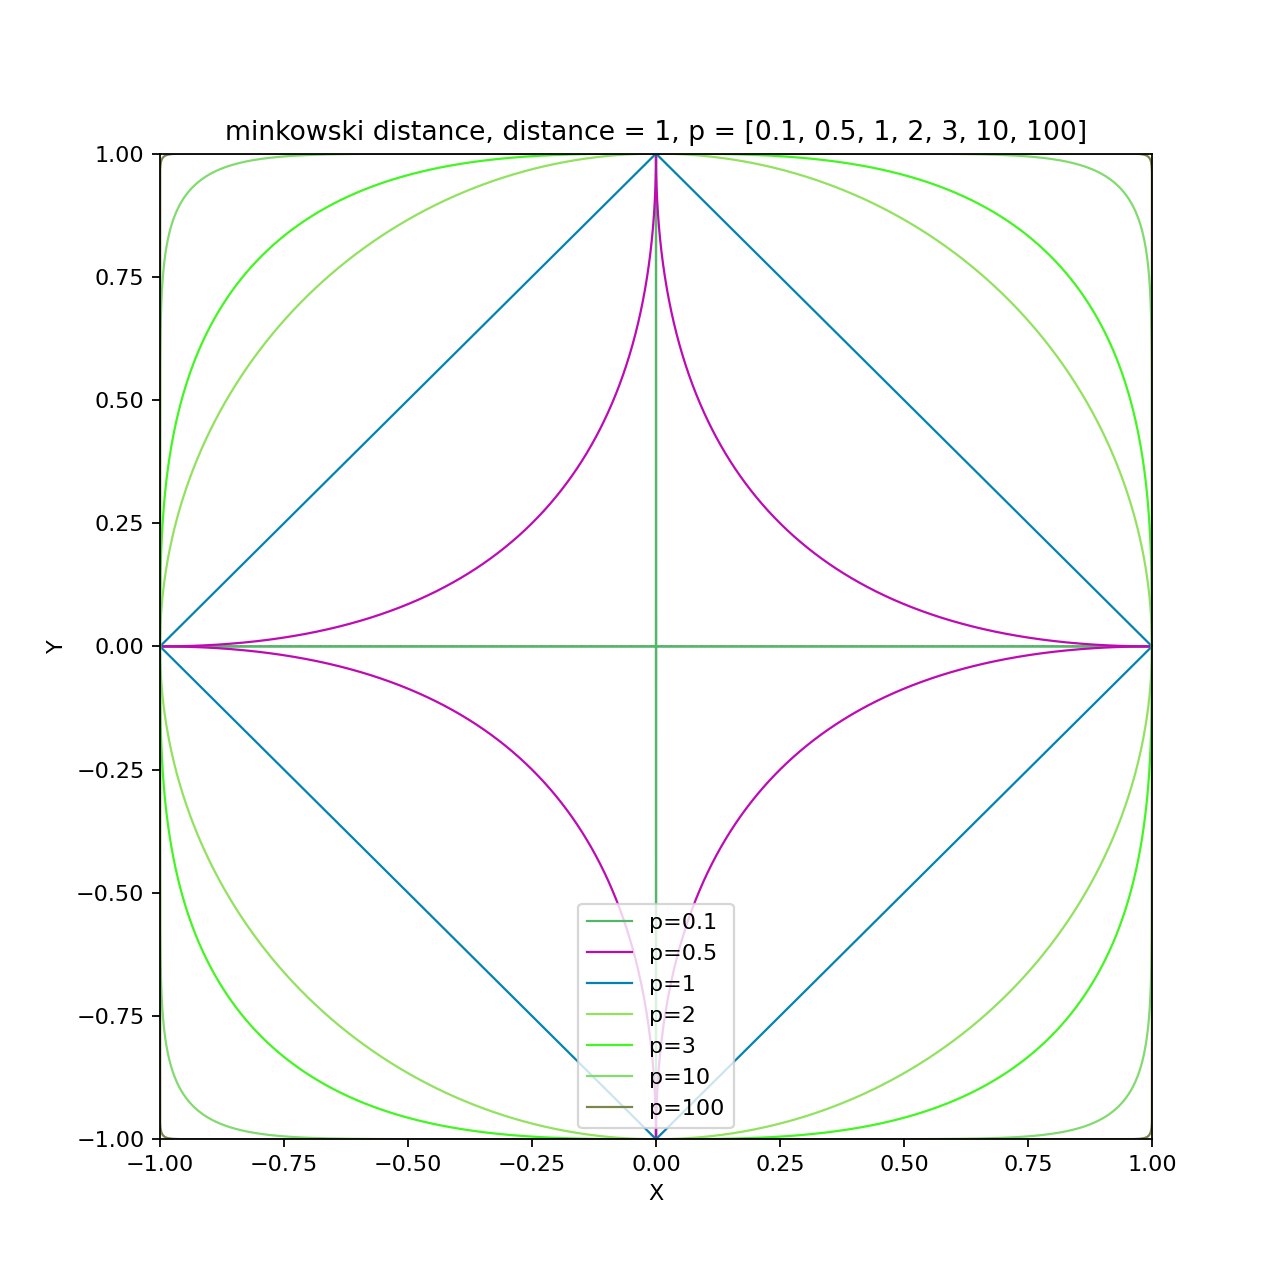 minkowski distance, distance = 1, p = [0.1, 0.5, 1, 2, 3, 10, 100]
1.00
0.75
0.50
0.25
0.00
−0.25
−0.50
−0.75
−1.00
Y
p=0.1
p=0.5
p=1
p=2
p=3
p=10
p=100
−1.00 −0.75 −0.50 −0.25 0.00 0.25 0.50 0.75 1.00
X